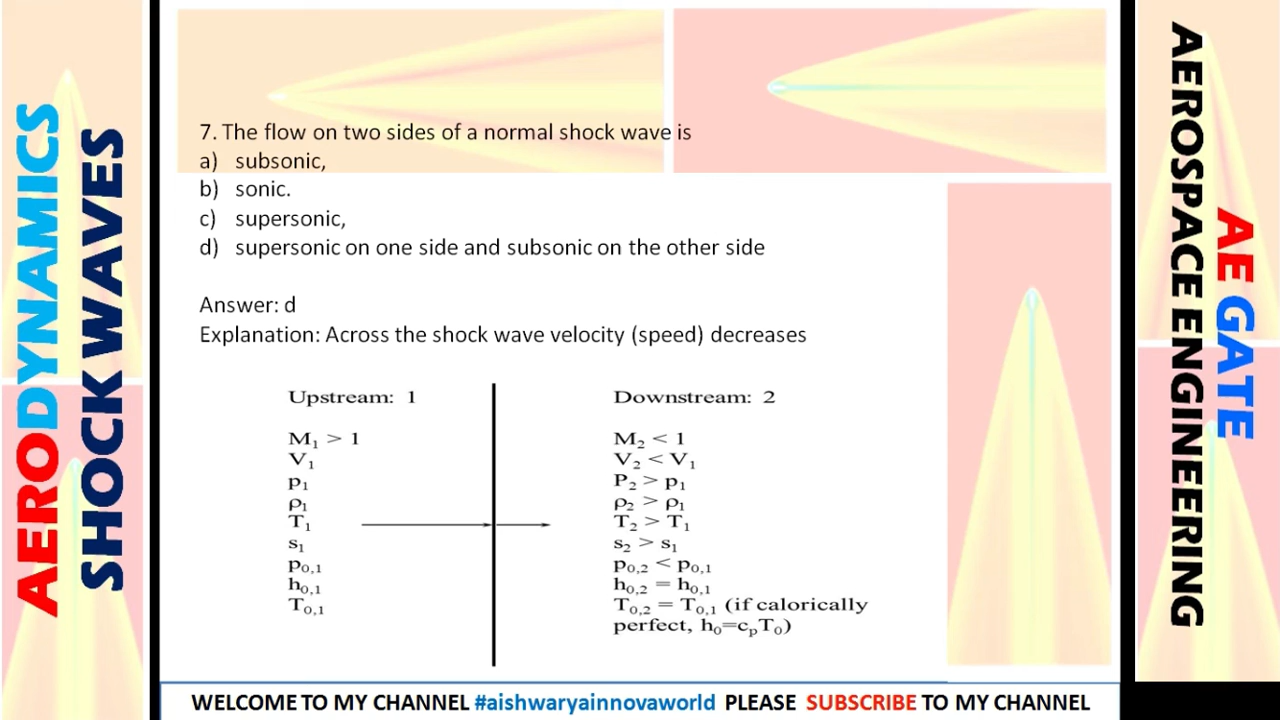 AERODYNAMICS
SHOCK WAVES
7. The flow on two sides of a normal shock wave is
a) subsonic,
b) sonic.
c) supersonic,
d) supersonic on one side and subsonic on the other side
Answer: d
Explanation: Across the shock wave velocity (speed) decreases
Upstream: 1
M₁ > 1
V₁
p₁
ρ₁
T₁
s₁
p₀,₁
h₀,₁
T₀,₁
Downstream: 2
M₂ < 1
V₂ < V₁
P₂ > p₁
ρ₂ > ρ₁
T₂ > T₁
s₂ > s₁
p₀,₂ < p₀,₁
h₀,₂ = h₀,₁
T₀,₂ = T₀,₁ (if calorically
perfect, h₀=cₚT₀)
AE GATE
AEROSPACE ENGINEERING
WELCOME TO MY CHANNEL #aishwaryainnovaworld PLEASE SUBSCRIBE TO MY CHANNEL